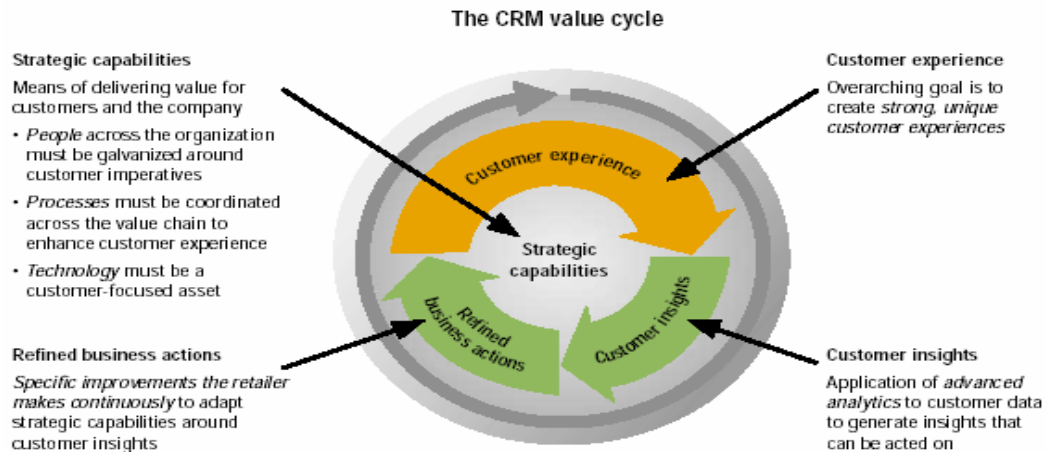 The CRM value cycle
Strategic capabilities
Means of delivering value for
customers and the company
• People across the organization
must be galvanized around
customer imperatives
• Processes must be coordinated
across the value chain to
enhance customer experience
• Technology must be a
customer-focused asset
Customer experience
Overarching goal is to
create strong, unique
customer experiences
Customer experience
Strategic
capabilities
Refined
business actions
Customer insights
Refined business actions
Specific improvements the retailer
makes continuously to adapt
strategic capabilities around
customer insights
Customer insights
Application of advanced
analytics to customer data
to generate insights that
can be acted on